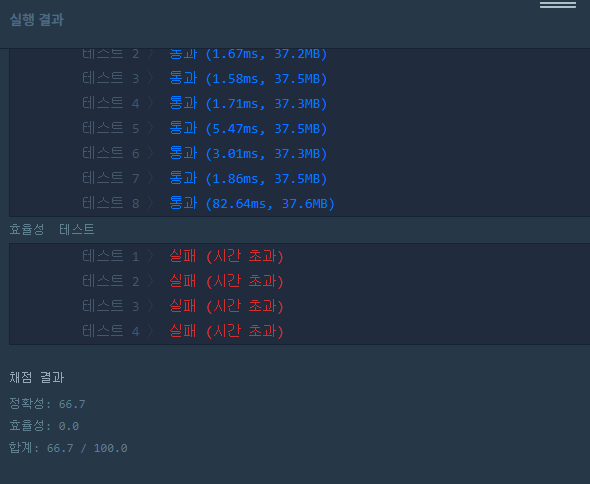 실행 결과
테스트 2 〉 통과 (1.67ms, 37.2MB)
테스트 3 〉 통과 (1.58ms, 37.5MB)
테스트 4 〉 통과 (1.71ms, 37.3MB)
테스트 5 〉 통과 (5.47ms, 37.5MB)
테스트 6 〉 통과 (3.01ms, 37.3MB)
테스트 7 〉 통과 (1.86ms, 37.5MB)
테스트 8 〉 통과 (82.64ms, 37.6MB)
효율성 테스트
테스트 1 〉 실패 (시간 초과)
테스트 2 〉 실패 (시간 초과)
테스트 3 〉 실패 (시간 초과)
테스트 4 〉 실패 (시간 초과)
채점 결과
정확성: 66.7
효율성: 0.0
합계: 66.7 / 100.0